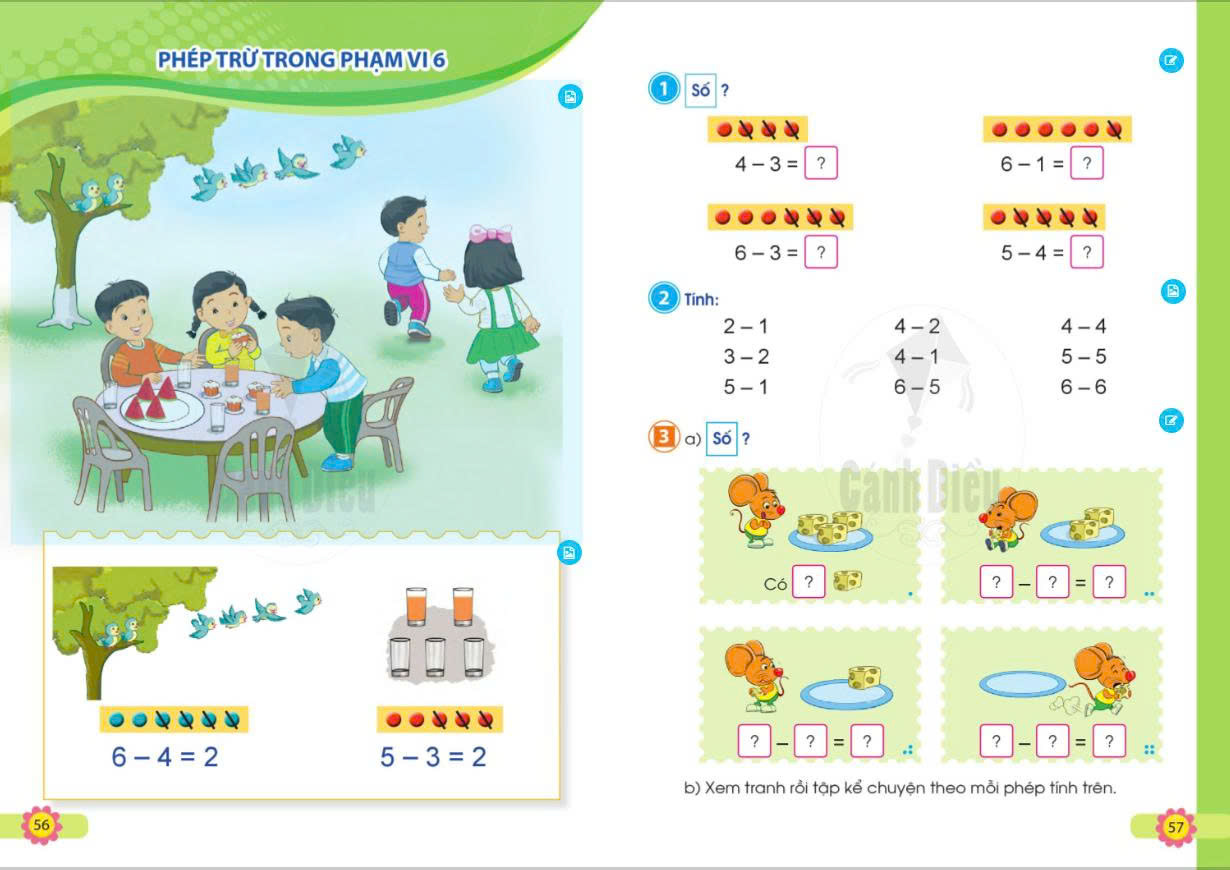 PHÉP TRỪ TRONG PHẠM VI 6
6 – 4 = 2
5 – 3 = 2
56
1 Số ?
4 – 3 = ?
6 – 1 = ?
6 – 3 = ?
5 – 4 = ?
2 Tính:
2 – 1 4 – 2 4 – 4
3 – 2 4 – 1 5 – 5
5 – 1 6 – 5 6 – 6
3 a) Số ?
Cánh Diều
Có ?
? – ? = ?
? – ? = ?
? – ? = ?
b) Xem tranh rồi tập kể chuyện theo mỗi phép tính trên.
57